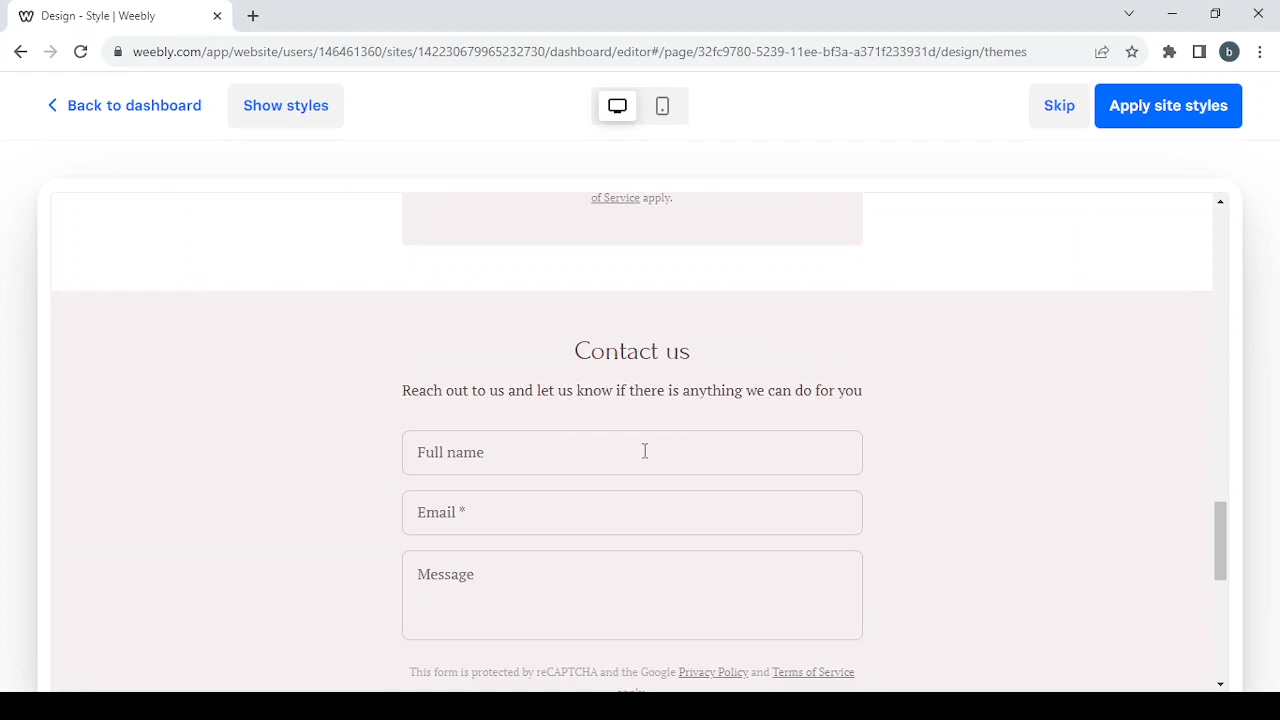 Design - Style | Weebly
weebly.com/app/website/users/146461360/sites/142230679965232730/dashboard/editor#/page/32fc9780-5239-11ee-bf3a-a371f233931d/design/themes
b
Back to dashboard
Show styles
Skip
Apply site styles
of Service apply.
Contact us
Reach out to us and let us know if there is anything we can do for you
Full name
Email *
Message
This form is protected by reCAPTCHA and the Google Privacy Policy and Terms of Service